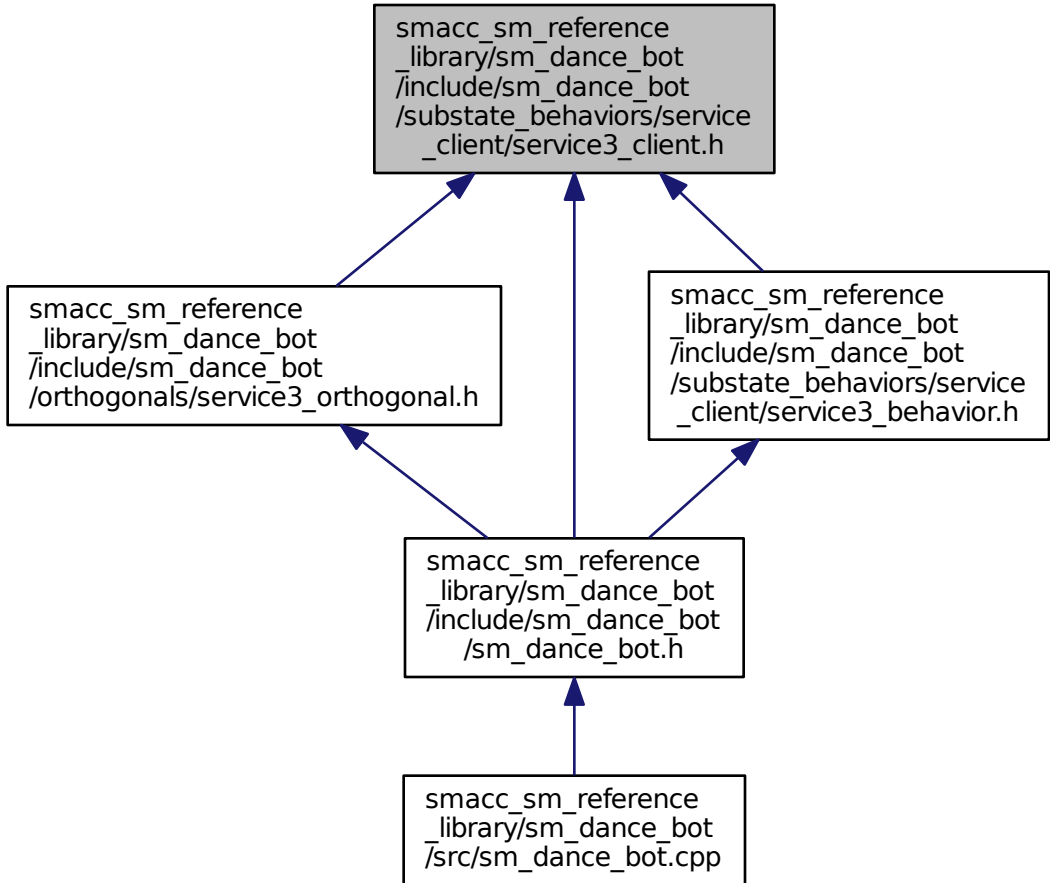 smacc_sm_reference
_library/sm_dance_bot
/include/sm_dance_bot
/substate_behaviors/service
_client/service3_client.h
smacc_sm_reference
_library/sm_dance_bot
/include/sm_dance_bot
/orthogonals/service3_orthogonal.h
smacc_sm_reference
_library/sm_dance_bot
/include/sm_dance_bot
/substate_behaviors/service
_client/service3_behavior.h
smacc_sm_reference
_library/sm_dance_bot
/include/sm_dance_bot
/sm_dance_bot.h
smacc_sm_reference
_library/sm_dance_bot
/src/sm_dance_bot.cpp